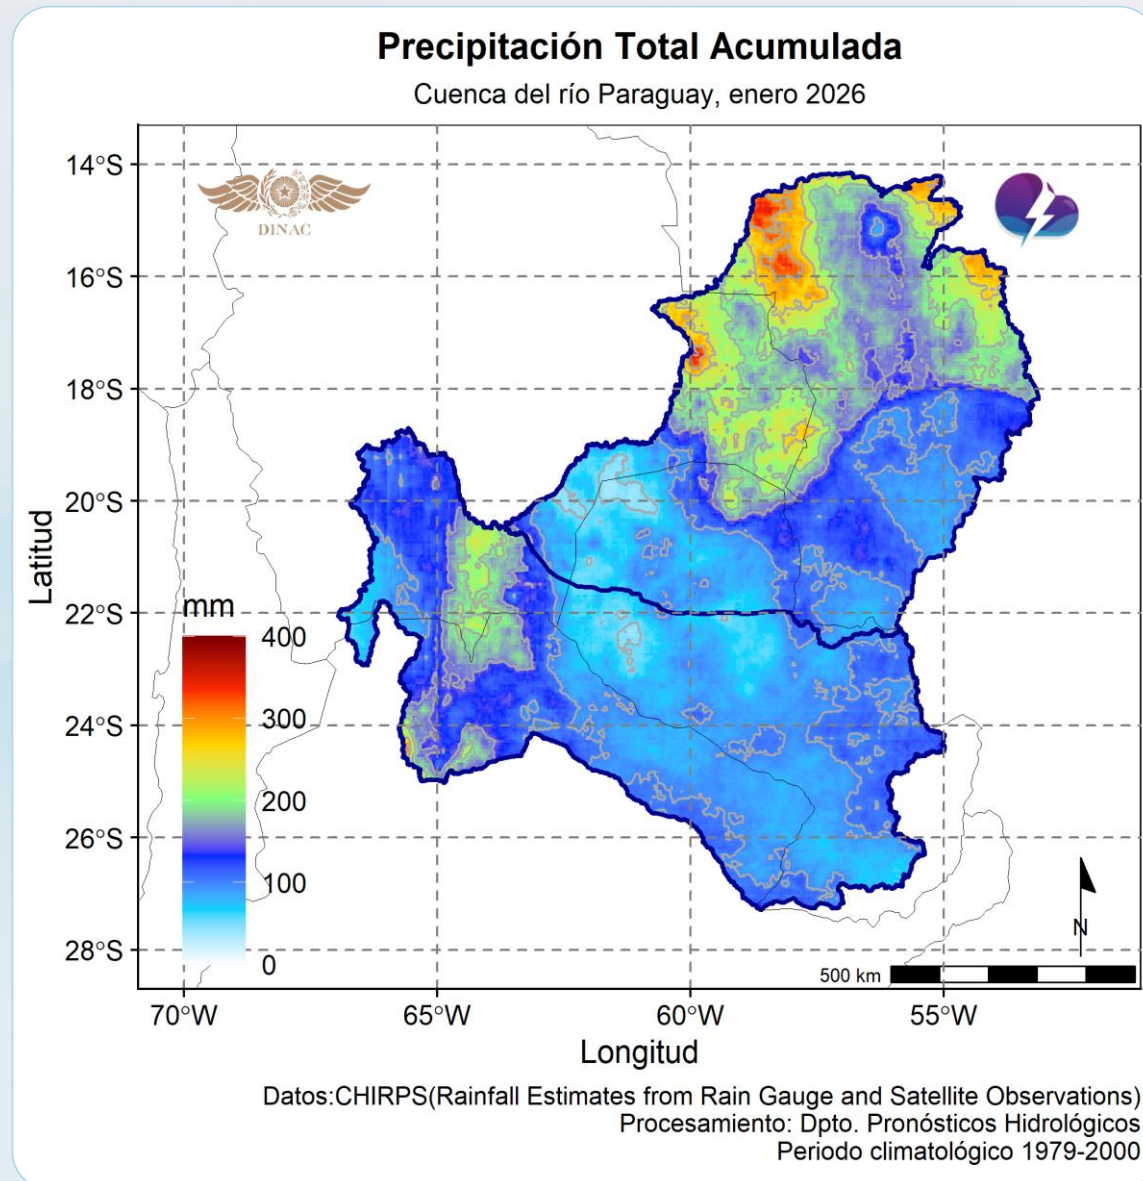 Precipitación Total Acumulada
Cuenca del río Paraguay, enero 2026
14°S
16°S
18°S
20°S
22°S
24°S
26°S
28°S
Latitud
DINAC
mm
400
300
200
100
0
N
500 km
70°W
65°W
60°W
55°W
Longitud
Datos:CHIRPS(Rainfall Estimates from Rain Gauge and Satellite Observations)
Procesamiento: Dpto. Pronósticos Hidrológicos
Periodo climatológico 1979-2000